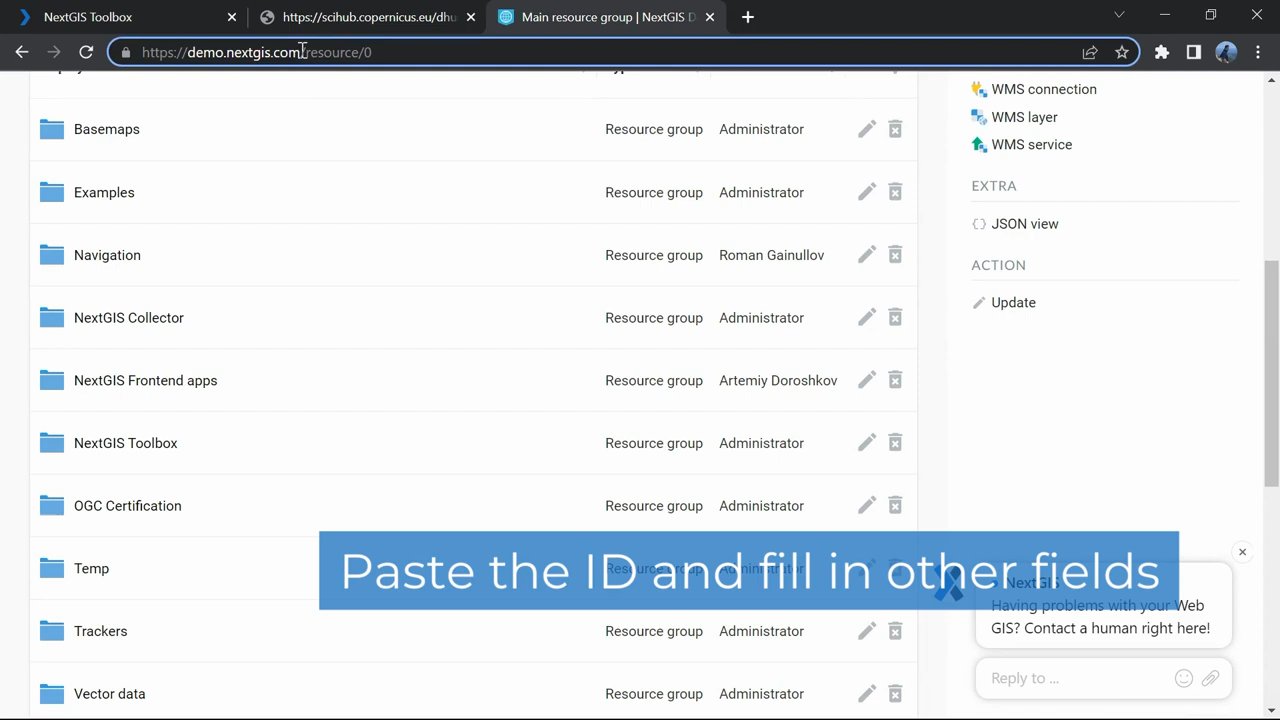 NextGIS Toolbox
https://scihub.copernicus.eu/dhu
Main resource group | NextGIS D
https://demo.nextgis.com/resource/0
Basemaps Resource group Administrator
Examples Resource group Administrator
Navigation Resource group Roman Gainullov
NextGIS Collector Resource group Administrator
NextGIS Frontend apps Resource group Artemiy Doroshkov
NextGIS Toolbox Resource group Administrator
OGC Certification Resource group Administrator
Temp
Trackers Resource group Administrator
Vector data Resource group Administrator
WMS connection
WMS layer
WMS service
EXTRA
JSON view
ACTION
Update
Paste the ID and fill in other fields
NextGIS
Having problems with your Web
GIS? Contact a human right here!
Reply to ...